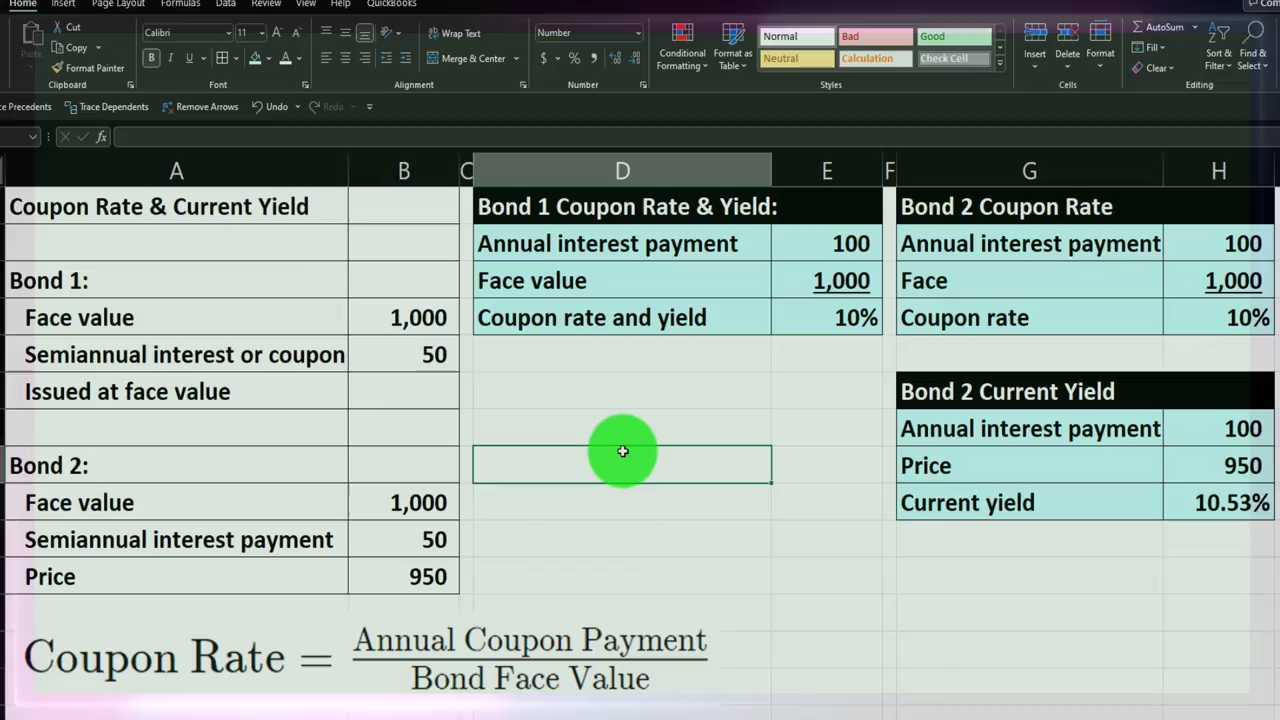 Home Insert Page Layout Formulas Data Review View Help QuickBooks
Cut
Copy
Format Painter
Clipboard
Calibri 11
B I U A
Font
Wrap Text
Merge & Center
Alignment
Number
$ % ,
Number
Conditional Formatting
Format as Table
Normal Bad Good
Neutral Calculation Check Cell
Styles
Insert Delete Format
Cells
AutoSum
Fill
Clear
Sort & Filter
Find & Select
Editing
Trace Dependents Remove Arrows Undo Redo
fx
A B C D E F G H
Coupon Rate & Current Yield
Bond 1:
Face value 1,000
Semiannual interest or coupon 50
Issued at face value
Bond 2:
Face value 1,000
Semiannual interest payment 50
Price 950
Bond 1 Coupon Rate & Yield:
Annual interest payment 100
Face value 1,000
Coupon rate and yield 10%
Bond 2 Coupon Rate
Annual interest payment 100
Face 1,000
Coupon rate 10%
Bond 2 Current Yield
Annual interest payment 100
Price 950
Current yield 10.53%
Coupon Rate = Annual Coupon Payment
Bond Face Value